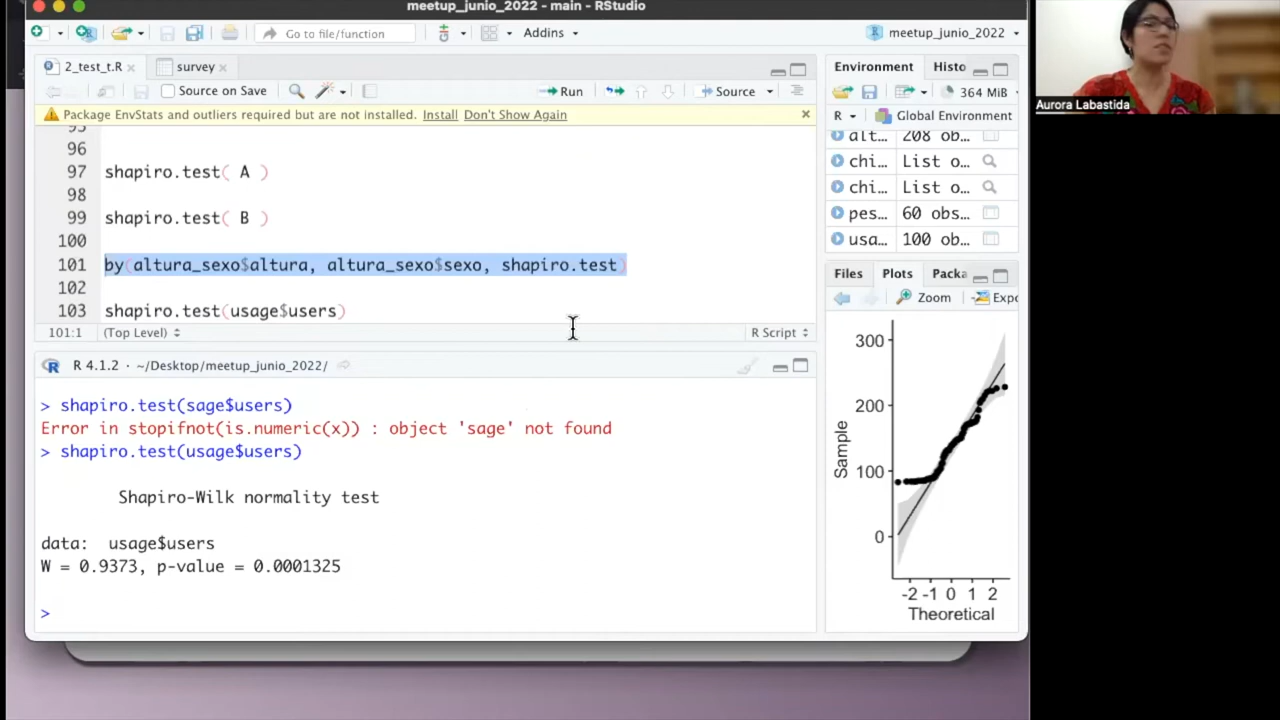 meetup_junio_2022 - main - RStudio
Go to file/function
Addins
meetup_junio_2022
2_test_t.R
survey
Source on Save
Run
Source
Package EnvStats and outliers required but are not installed. Install Don't Show Again
95
96
97 shapiro.test( A )
98
99 shapiro.test( B )
100
101 by(altura_sexo$altura, altura_sexo$sexo, shapiro.test)
102
103 shapiro.test(usage$users)
101:1 (Top Level) R Script
R 4.1.2 · ~/Desktop/meetup_junio_2022/
> shapiro.test(sage$users)
Error in stopifnot(is.numeric(x)) : object 'sage' not found
> shapiro.test(usage$users)
Shapiro-Wilk normality test
data: usage$users
W = 0.9373, p-value = 0.0001325
>
Environment Histo
364 MiB
R Global Environment
alt… 208 obs
chi… List o…
chi… List o…
pes… 60 obs…
usa… 100 ob…
Files Plots Packa
Zoom Expo
300
200
100
0
Sample
-2 -1 0 1 2
Theoretical
Aurora Labastida